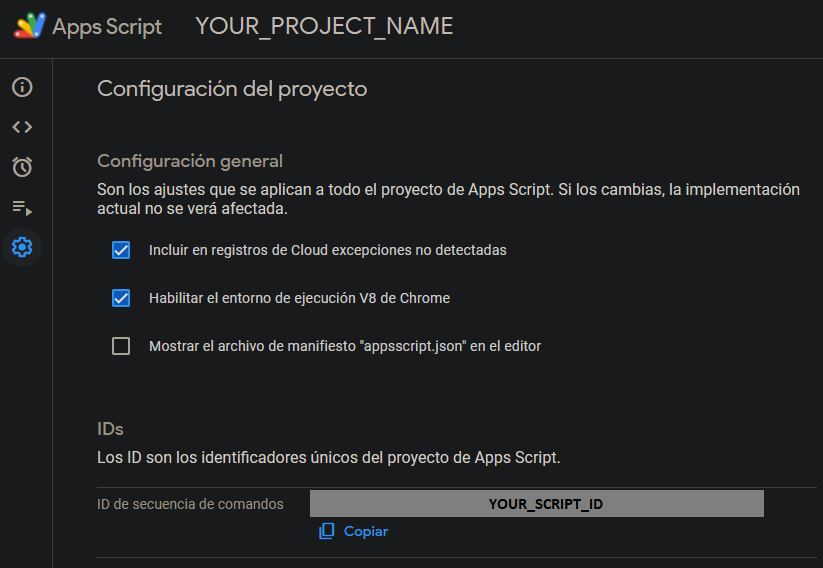 Apps Script
YOUR_PROJECT_NAME
Configuración del proyecto
Configuración general
Son los ajustes que se aplican a todo el proyecto de Apps Script. Si los cambias, la implementación
actual no se verá afectada.
Incluir en registros de Cloud excepciones no detectadas
Habilitar el entorno de ejecución V8 de Chrome
Mostrar el archivo de manifiesto "appsscript.json" en el editor
IDs
Los ID son los identificadores únicos del proyecto de Apps Script.
ID de secuencia de comandos
YOUR_SCRIPT_ID
Copiar